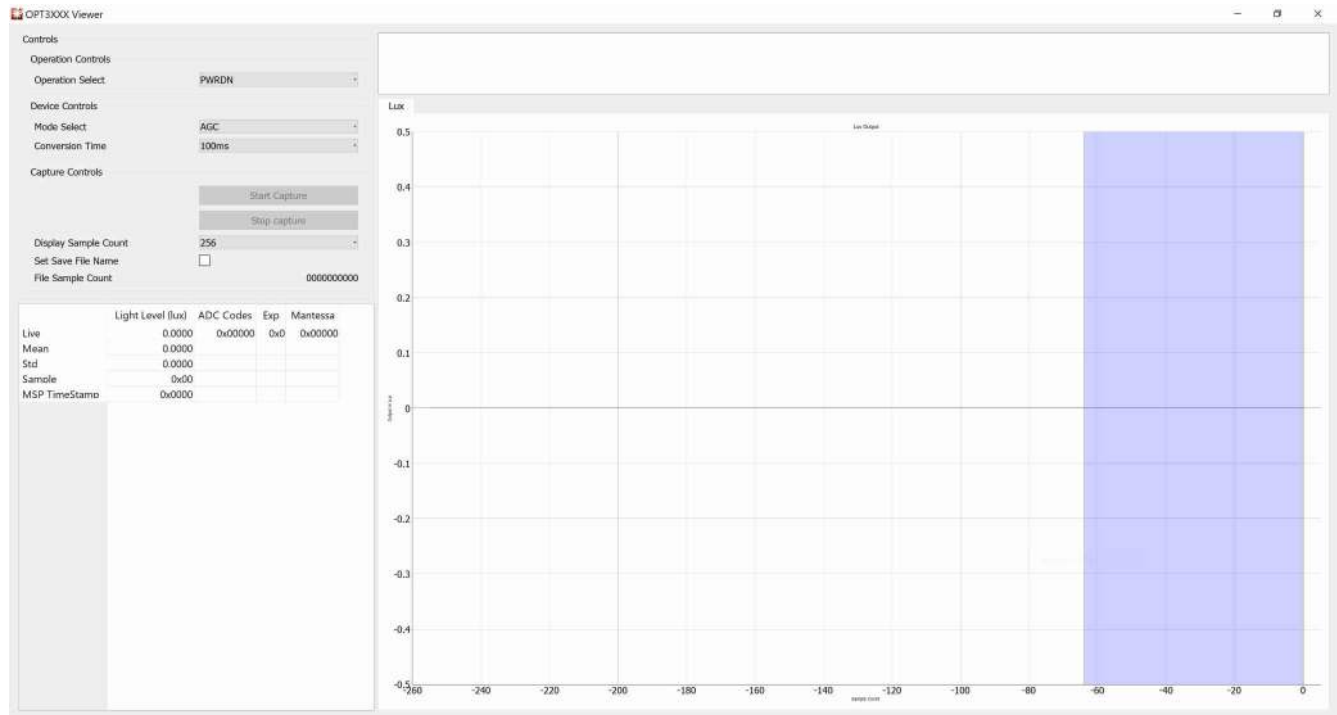 OPT3XXX Viewer
Controls
Operation Controls
Operation Select PWRDN
Device Controls
Mode Select AGC
Conversion Time 100ms
Capture Controls
Start Capture
Stop capture
Display Sample Count 256
Set Save File Name
File Sample Count 0000000000
Light Level (lux) ADC Codes Exp Mantessa
Live 0.0000 0x00000 0x0 0x00000
Mean 0.0000
Std 0.0000
Sample 0x00
MSP TimeStamp 0x0000
Lux
Lux Output
0.5
0.4
0.3
0.2
0.1
0
-0.1
-0.2
-0.3
-0.4
-0.5
-260 -240 -220 -200 -180 -160 -140 -120 -100 -80 -60 -40 -20 0